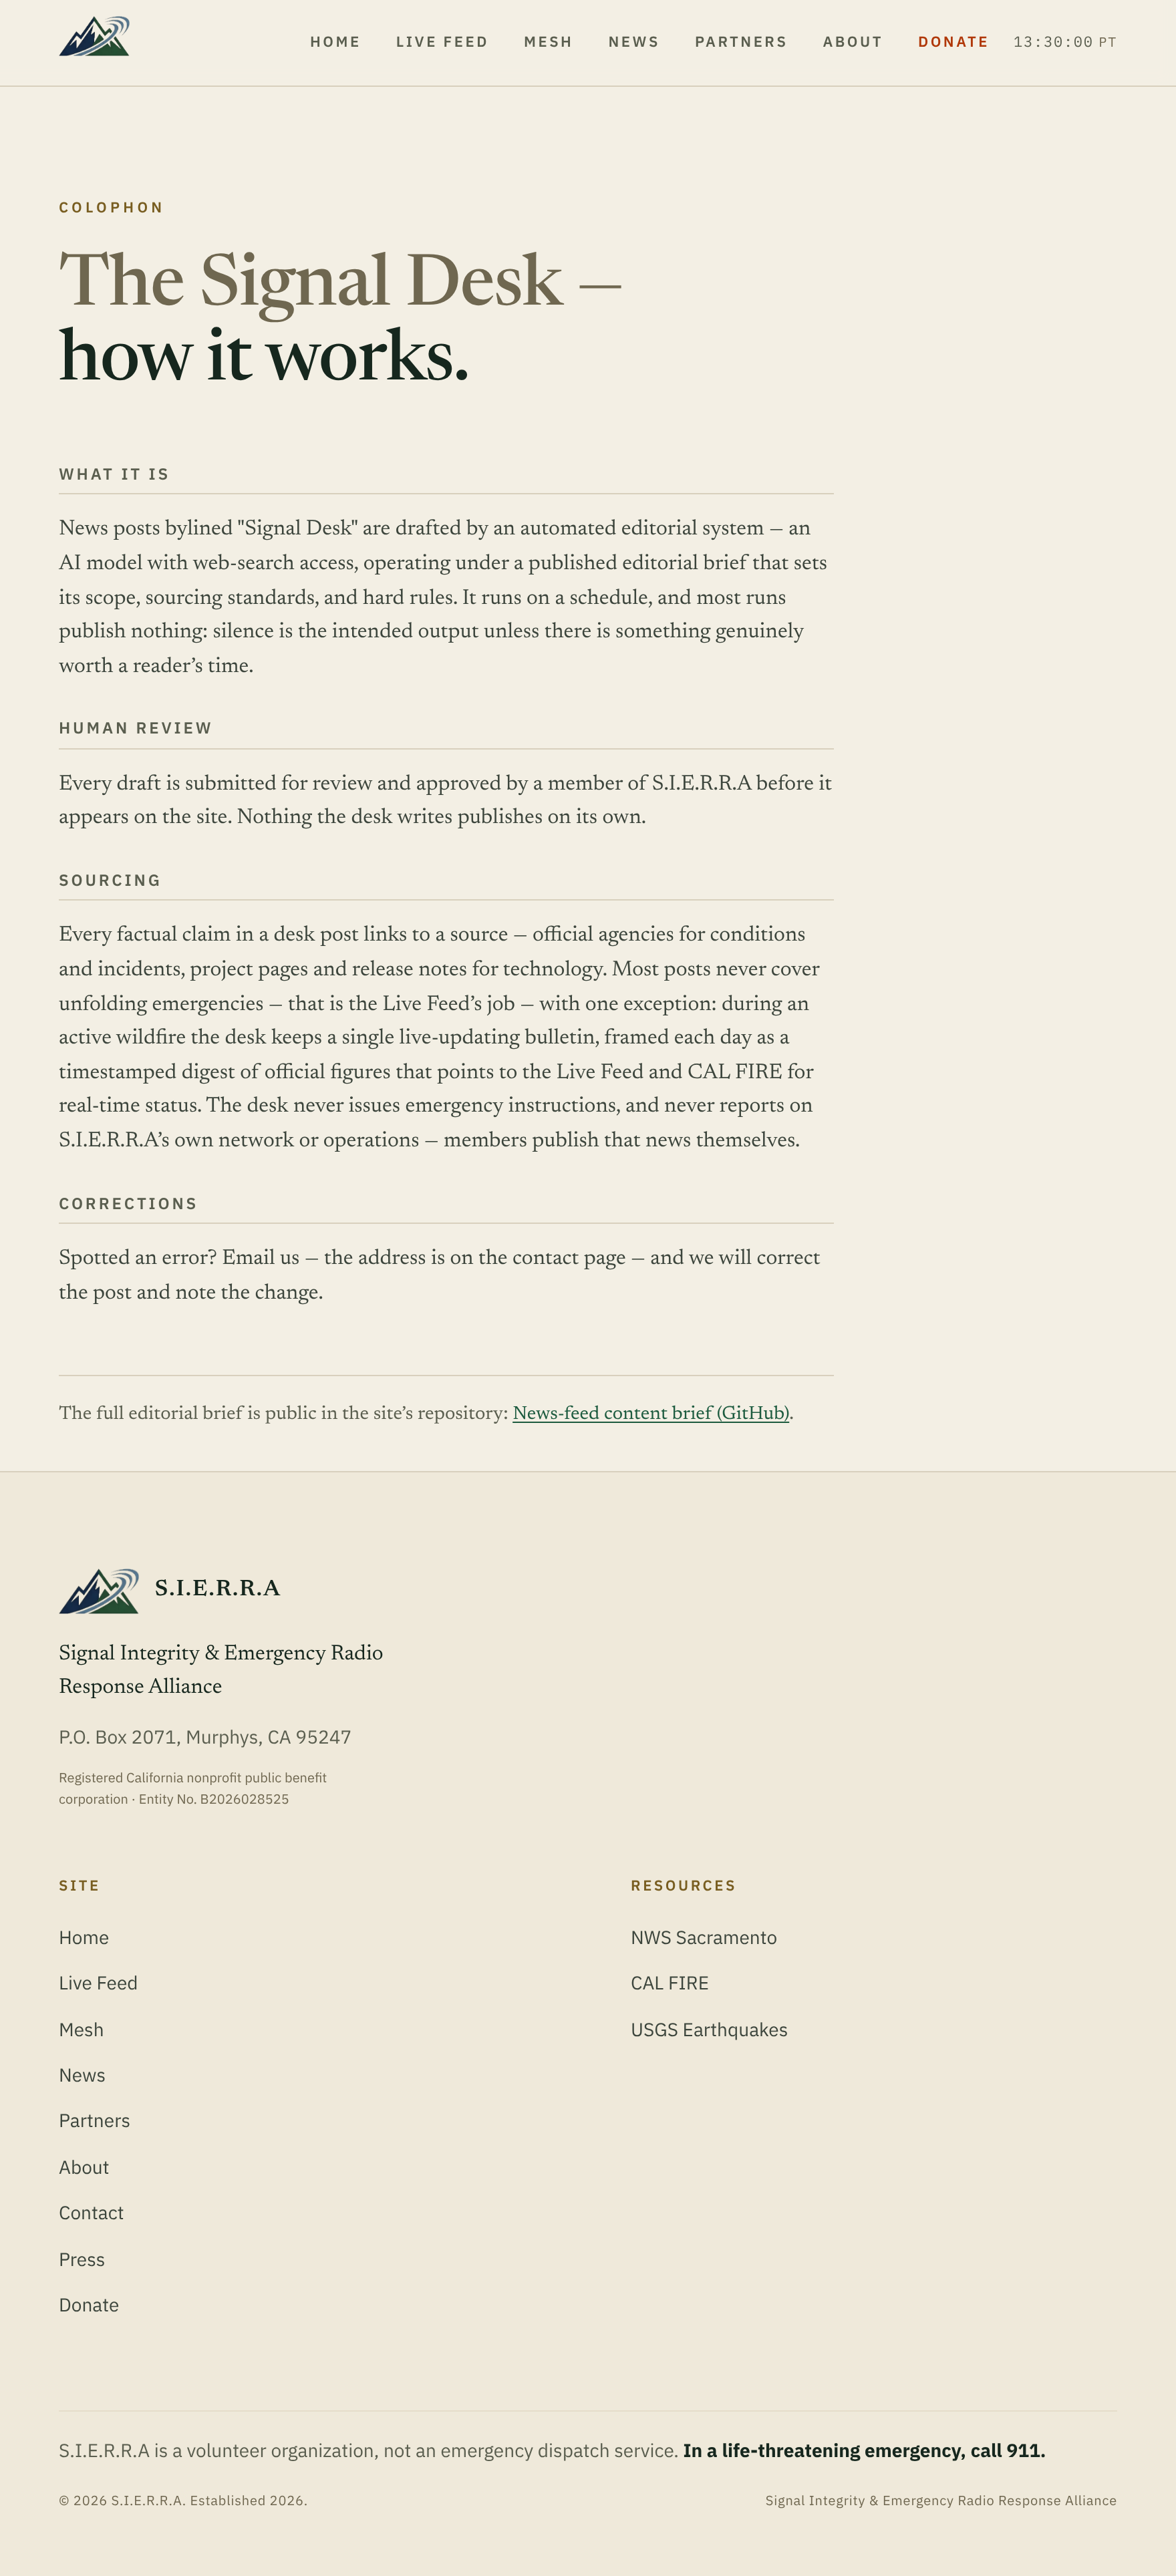 HOME LIVE FEED MESH NEWS PARTNERS ABOUT DONATE 13:30:00 PT
COLOPHON
The Signal Desk —
how it works.
WHAT IT IS
News posts bylined "Signal Desk" are drafted by an automated editorial system — an
AI model with web-search access, operating under a published editorial brief that sets
its scope, sourcing standards, and hard rules. It runs on a schedule, and most runs
publish nothing: silence is the intended output unless there is something genuinely
worth a reader’s time.
HUMAN REVIEW
Every draft is submitted for review and approved by a member of S.I.E.R.R.A before it
appears on the site. Nothing the desk writes publishes on its own.
SOURCING
Every factual claim in a desk post links to a source — official agencies for conditions
and incidents, project pages and release notes for technology. Most posts never cover
unfolding emergencies — that is the Live Feed’s job — with one exception: during an
active wildfire the desk keeps a single live-updating bulletin, framed each day as a
timestamped digest of official figures that points to the Live Feed and CAL FIRE for
real-time status. The desk never issues emergency instructions, and never reports on
S.I.E.R.R.A’s own network or operations — members publish that news themselves.
CORRECTIONS
Spotted an error? Email us — the address is on the contact page — and we will correct
the post and note the change.
The full editorial brief is public in the site’s repository: News-feed content brief (GitHub).
S.I.E.R.R.A
Signal Integrity & Emergency Radio
Response Alliance
P.O. Box 2071, Murphys, CA 95247
Registered California nonprofit public benefit
corporation · Entity No. B2026028525
SITE
Home
Live Feed
Mesh
News
Partners
About
Contact
Press
Donate
RESOURCES
NWS Sacramento
CAL FIRE
USGS Earthquakes
S.I.E.R.R.A is a volunteer organization, not an emergency dispatch service. In a life-threatening emergency, call 911.
© 2026 S.I.E.R.R.A. Established 2026.
Signal Integrity & Emergency Radio Response Alliance